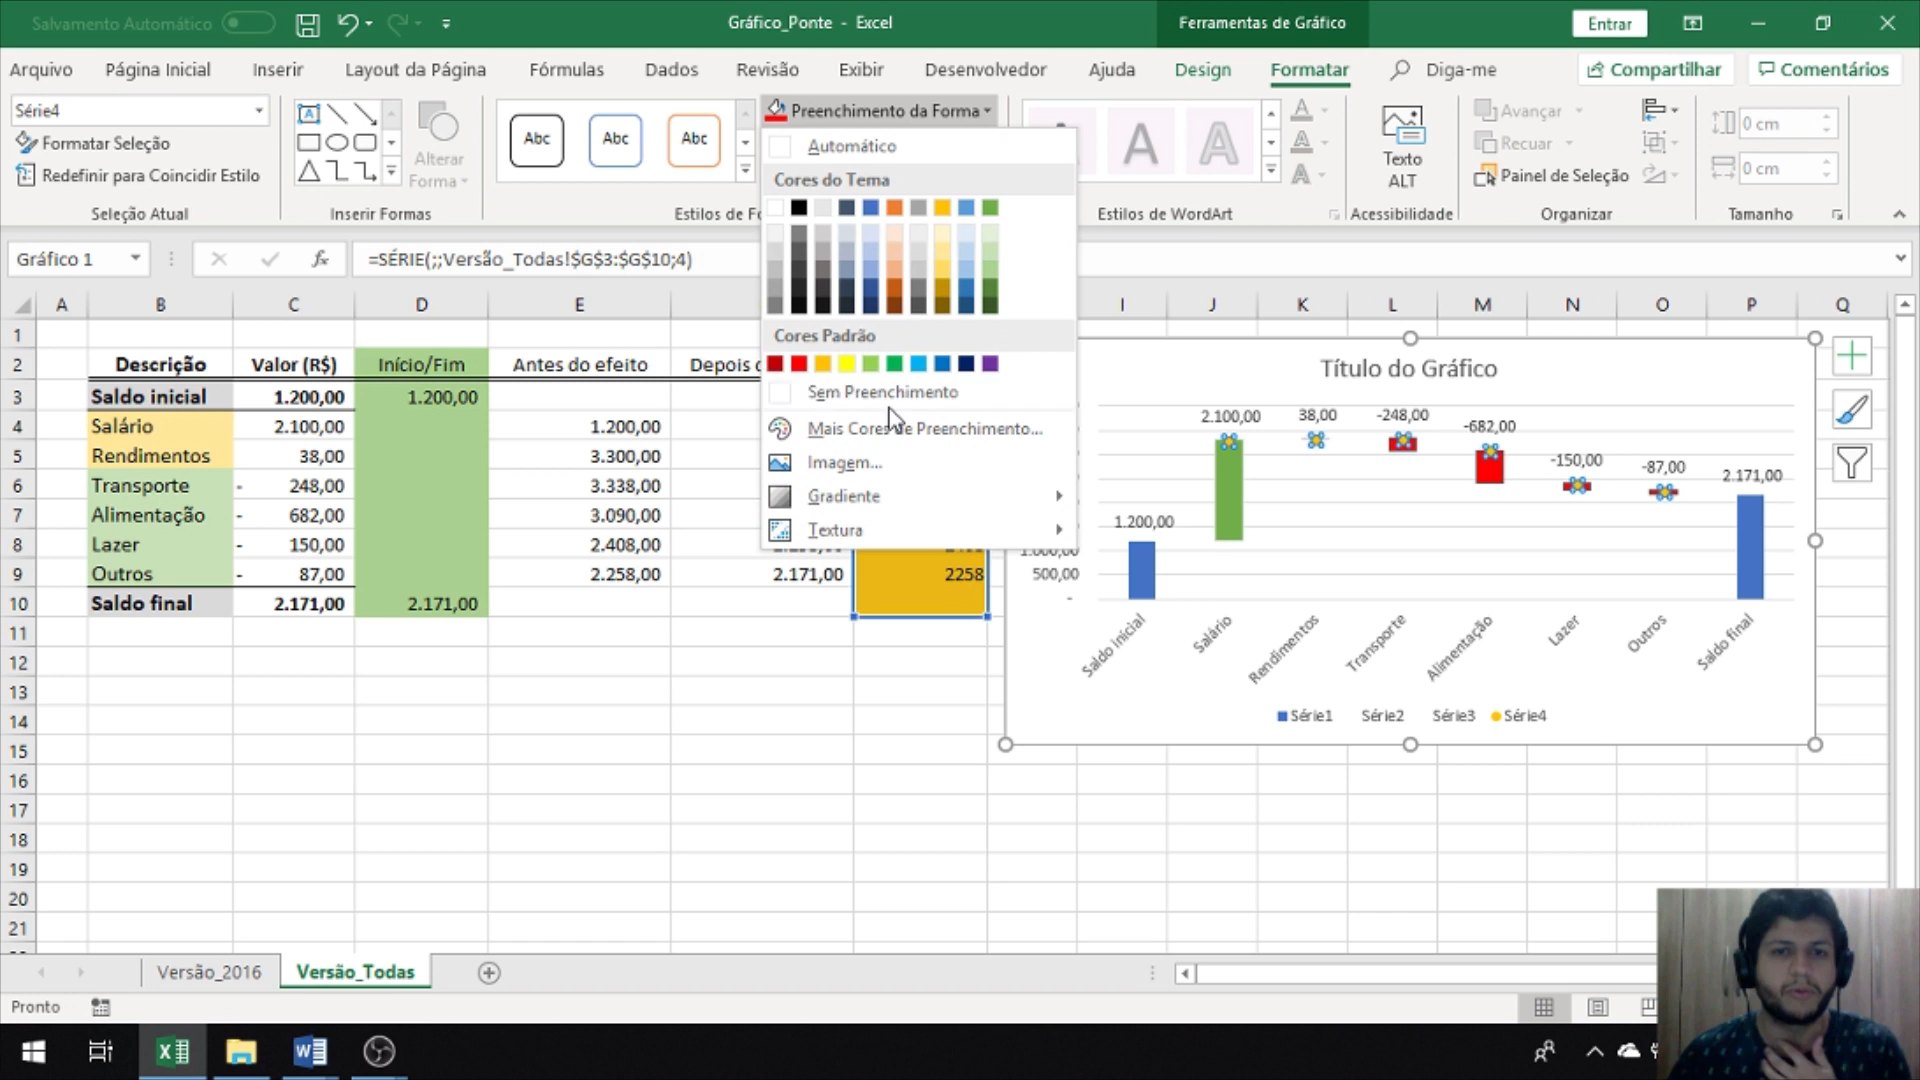 Salvamento Automático
Gráfico_Ponte - Excel
Ferramentas de Gráfico
Entrar
Arquivo Página Inicial Inserir Layout da Página Fórmulas Dados Revisão Exibir Desenvolvedor Ajuda Design Formatar Diga-me Compartilhar Comentários
Série4
Formatar Seleção
Redefinir para Coincidir Estilo
Seleção Atual
Alterar
Forma
Inserir Formas
Abc Abc Abc
Preenchimento da Forma
Automático
Cores do Tema
Cores Padrão
Sem Preenchimento
Mais Cores de Preenchimento...
Imagem...
Gradiente
Textura
A A
Estilos de WordArt
Texto
ALT
Acessibilidade
Avançar
Recuar
Painel de Seleção
Organizar
0 cm
0 cm
Tamanho
Gráfico 1
fx
=SÉRIE(;;Versão_Todas!$G$3:$G$10;4)
A B C D E I J K L M N O P Q
1
2 Descrição Valor (R$) Início/Fim Antes do efeito Depois
3 Saldo inicial 1.200,00 1.200,00
4 Salário 2.100,00 1.200,00
5 Rendimentos 38,00 3.300,00
6 Transporte - 248,00 3.338,00
7 Alimentação - 682,00 3.090,00
8 Lazer - 150,00 2.408,00
9 Outros - 87,00 2.258,00 2.171,00 2258
10 Saldo final 2.171,00 2.171,00
11
12
13
14
15
16
17
18
19
20
21
Título do Gráfico
2.100,00 38,00 -248,00 -682,00 -150,00 -87,00 2.171,00
1.200,00
1.000,00
500,00
-
Saldo inicial Salário Rendimentos Transporte Alimentação Lazer Outros Saldo final
Série1 Série2 Série3 Série4
Versão_2016 Versão_Todas
Pronto